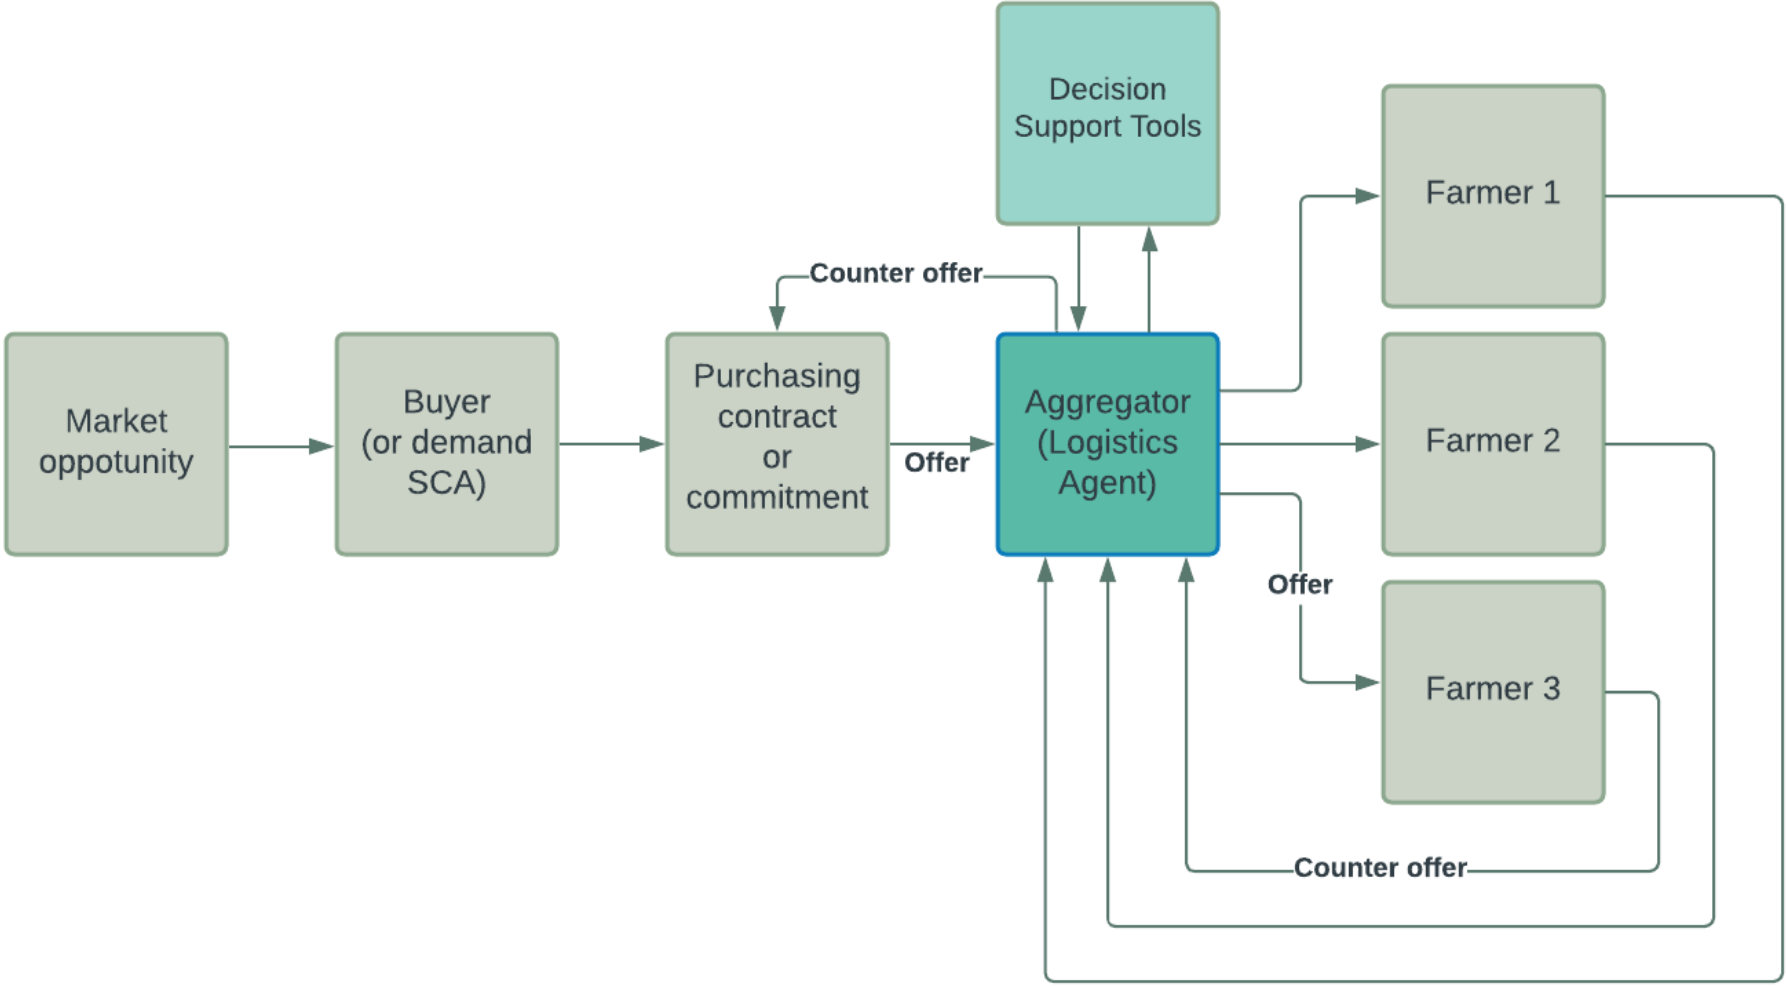 Decision
Support Tools
Farmer 1
Counter offer
Market
oppotunity
Buyer
(or demand
SCA)
Purchasing
contract
or
commitment
Offer
Aggregator
(Logistics
Agent)
Farmer 2
Offer
Farmer 3
Counter offer